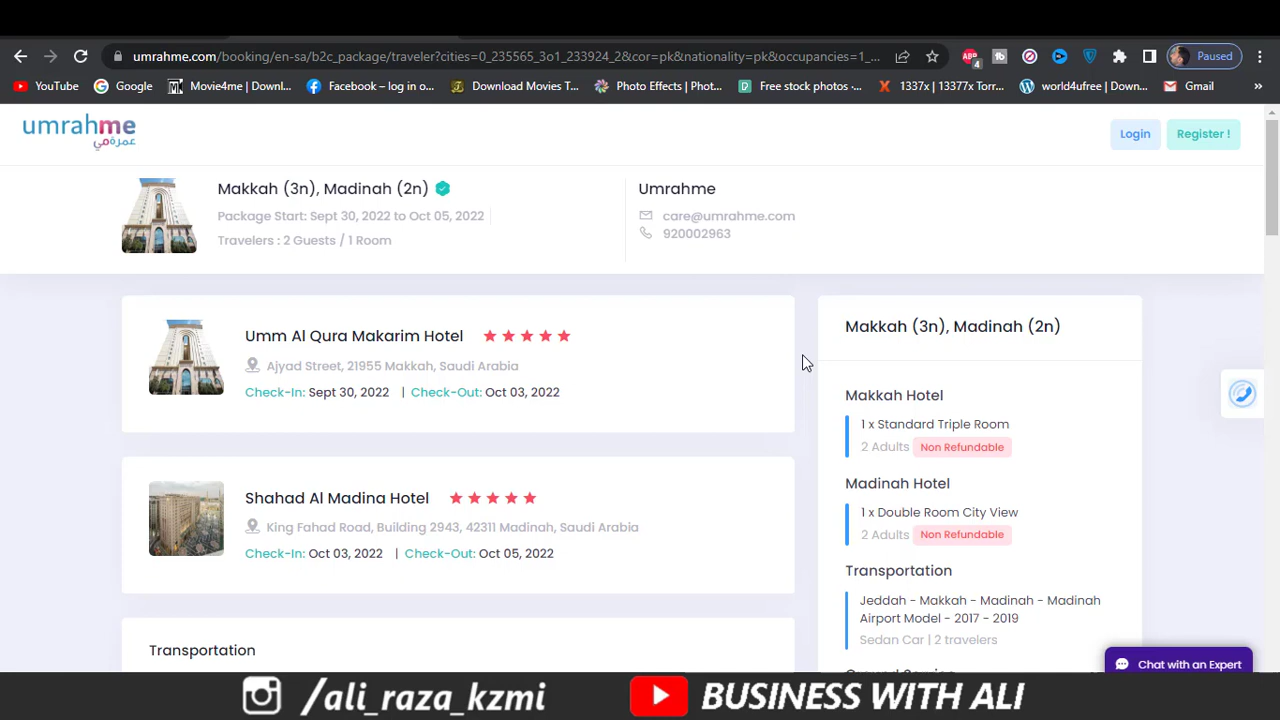 umrahme.com/booking/en-sa/b2c_package/traveler?cities=0_235565_3o1_233924_2&cor=pk&nationality=pk&occupancies=1_...
4
Paused
YouTube
Google
Movie4me | Downl...
Facebook – log in o...
Download Movies T...
Photo Effects | Phot...
Free stock photos ·...
1337x | 13377x Torr...
world4ufree | Down...
Gmail
»
umrahme
عمرة مي
Login
Register !
Makkah (3n), Madinah (2n)
Package Start: Sept 30, 2022 to Oct 05, 2022
Travelers : 2 Guests / 1 Room
Umrahme
care@umrahme.com
920002963
Umm Al Qura Makarim Hotel
Ajyad Street, 21955 Makkah, Saudi Arabia
Check-In: Sept 30, 2022 | Check-Out: Oct 03, 2022
Shahad Al Madina Hotel
King Fahad Road, Building 2943, 42311 Madinah, Saudi Arabia
Check-In: Oct 03, 2022 | Check-Out: Oct 05, 2022
Transportation
Makkah (3n), Madinah (2n)
Makkah Hotel
1 x Standard Triple Room
2 Adults Non Refundable
Madinah Hotel
1 x Double Room City View
2 Adults Non Refundable
Transportation
Jeddah - Makkah - Madinah - Madinah
Airport Model - 2017 - 2019
Sedan Car | 2 travelers
Chat with an Expert
/ali_raza_kzmi
BUSINESS WITH ALI